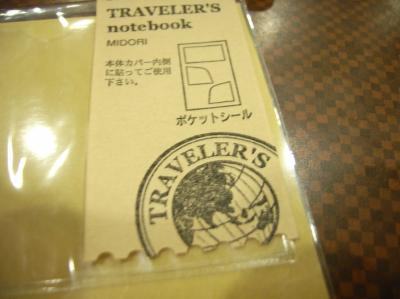 TRAVELER'S
notebook
MIDORI
本体カバー内側
に貼ってご使用
下さい。
ポケットシール
TRAVELER'S